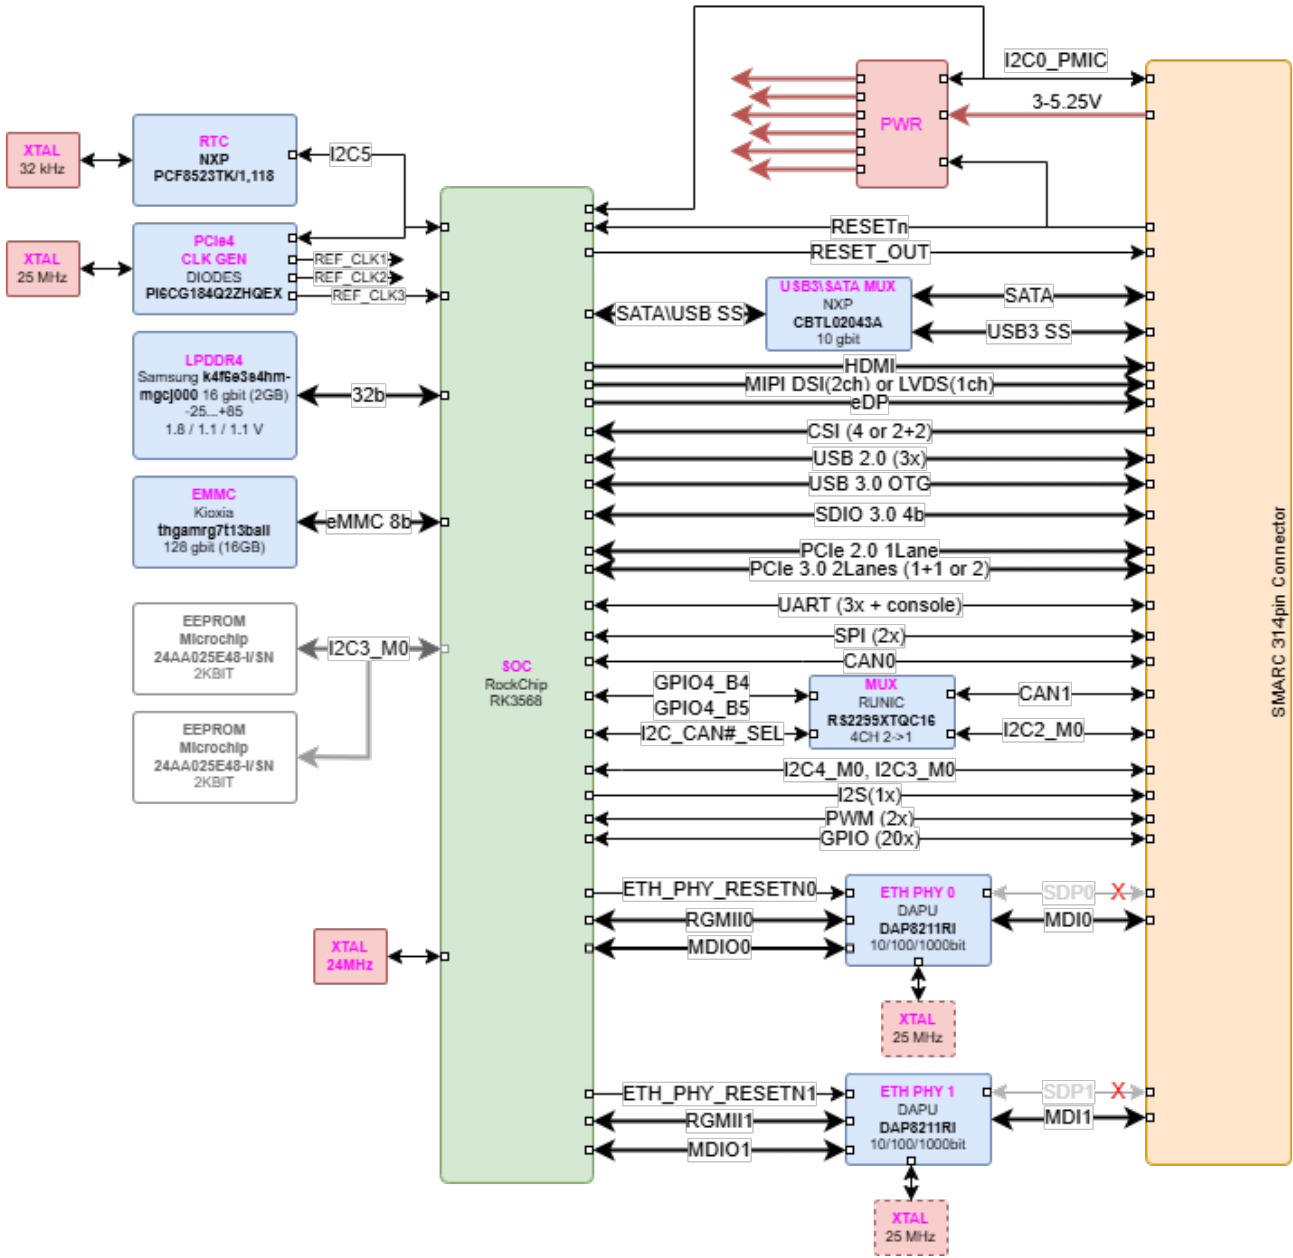 I2C0_PMIC
3-5.25V
PWR
XTAL
32 kHz
RTC
NXP
PCF8523TK/1,118
I2C5
XTAL
25 MHz
PCIe4
CLK GEN
DIODES
PI6CG184Q2ZHQEX
REF_CLK1
REF_CLK2
REF_CLK3
RESETn
RESET_OUT
USB3\SATA MUX
NXP
CBTL02043A
10 gbit
SATA\USB SS
SATA
USB3 SS
LPDDR4
Samsung k4f6e3s4hm-
mgcj000 16 gbit (2GB)
-25...+85
1.8 / 1.1 / 1.1 V
32b
HDMI
MIPI DSI(2ch) or LVDS(1ch)
eDP
CSI (4 or 2+2)
USB 2.0 (3x)
USB 3.0 OTG
SDIO 3.0 4b
EMMC
Kioxia
thgamrg7t13bail
128 gbit (16GB)
eMMC 8b
PCIe 2.0 1Lane
PCIe 3.0 2Lanes (1+1 or 2)
UART (3x + console)
SPI (2x)
CAN0
EEPROM
Microchip
24AA025E48-I/SN
2KBIT
I2C3_M0
EEPROM
Microchip
24AA025E48-I/SN
2KBIT
SOC
RockChip
RK3568
GPIO4_B4
GPIO4_B5
I2C_CAN#_SEL
MUX
RUNIC
RS2299XTQC16
4CH 2->1
CAN1
I2C2_M0
I2C4_M0, I2C3_M0
I2S(1x)
PWM (2x)
GPIO (20x)
SMARC 314pin Connector
ETH_PHY_RESETN0
RGMII0
MDIO0
ETH PHY 0
DAPU
DAP8211RI
10/100/1000bit
SDP0
X
MDI0
XTAL
24MHz
XTAL
25 MHz
ETH_PHY_RESETN1
RGMII1
MDIO1
ETH PHY 1
DAPU
DAP8211RI
10/100/1000bit
SDP1
X
MDI1
XTAL
25 MHz